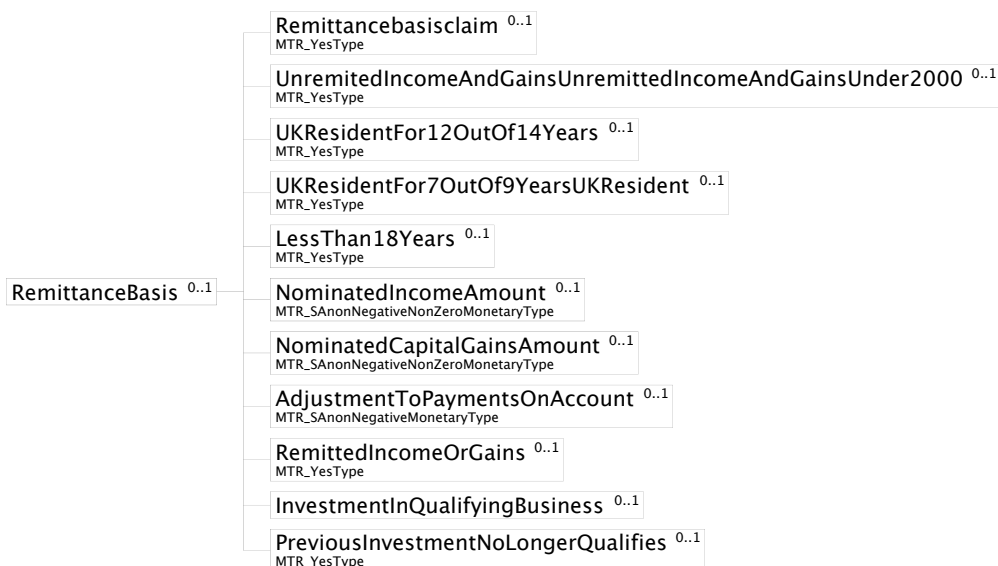 Remittancebasisclaim 0..1
MTR_YesType
UnremitedIncomeAndGainsUnremittedIncomeAndGainsUnder2000 0..1
MTR_YesType
UKResidentFor12OutOf14Years 0..1
MTR_YesType
UKResidentFor7OutOf9YearsUKResident 0..1
MTR_YesType
LessThan18Years 0..1
MTR_YesType
RemittanceBasis 0..1
NominatedIncomeAmount 0..1
MTR_SAnonNegativeNonZeroMonetaryType
NominatedCapitalGainsAmount 0..1
MTR_SAnonNegativeNonZeroMonetaryType
AdjustmentToPaymentsOnAccount 0..1
MTR_SAnonNegativeMonetaryType
RemittedIncomeOrGains 0..1
MTR_YesType
InvestmentInQualifyingBusiness 0..1
PreviousInvestmentNoLongerQualifies 0..1
MTR_YesType